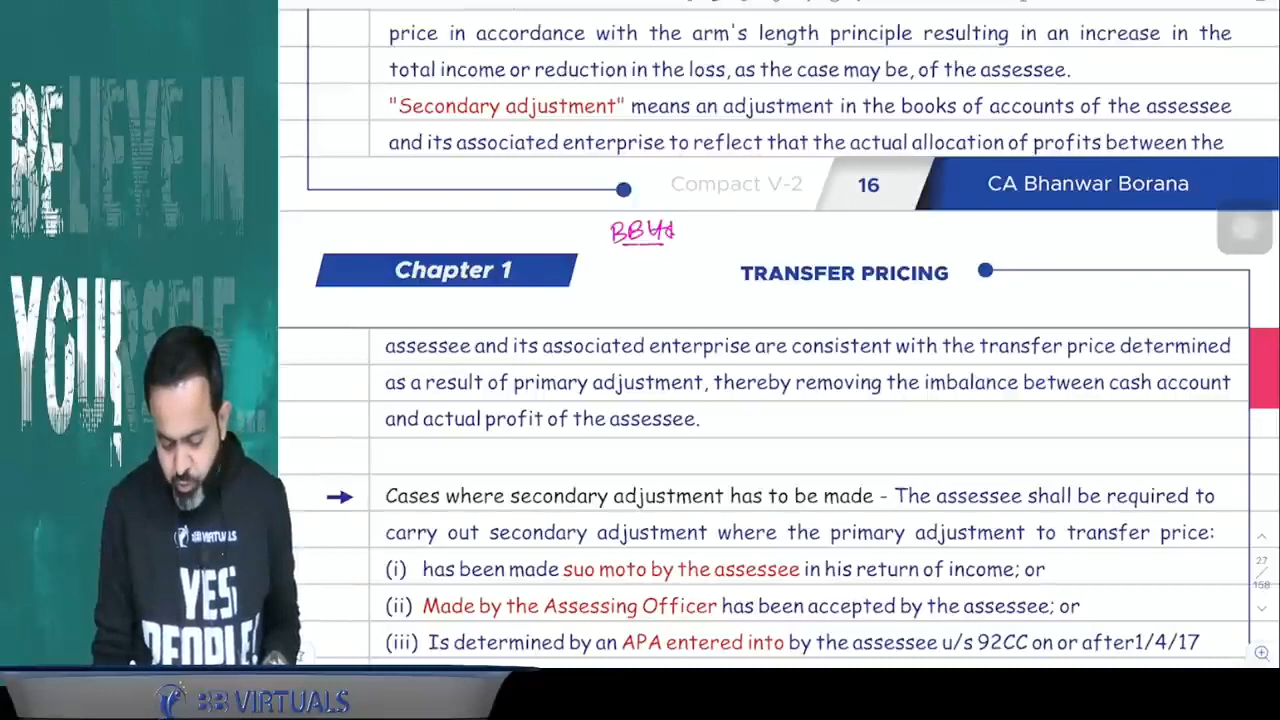 price in accordance with the arm's length principle resulting in an increase in the
total income or reduction in the loss, as the case may be, of the assessee.
"Secondary adjustment" means an adjustment in the books of accounts of the assessee
and its associated enterprise to reflect that the actual allocation of profits between the
Compact V-2 16 CA Bhanwar Borana
Chapter 1 TRANSFER PRICING
assessee and its associated enterprise are consistent with the transfer price determined
as a result of primary adjustment, thereby removing the imbalance between cash account
and actual profit of the assessee.
Cases where secondary adjustment has to be made - The assessee shall be required to
carry out secondary adjustment where the primary adjustment to transfer price:
(i) has been made suo moto by the assessee in his return of income; or
(ii) Made by the Assessing Officer has been accepted by the assessee; or
(iii) Is determined by an APA entered into by the assessee u/s 92CC on or after1/4/17
27
158
BELIEVE IN
YOURSELF
BB VIRTUALS
YES
PEOPLE!
BB VIRTUALS